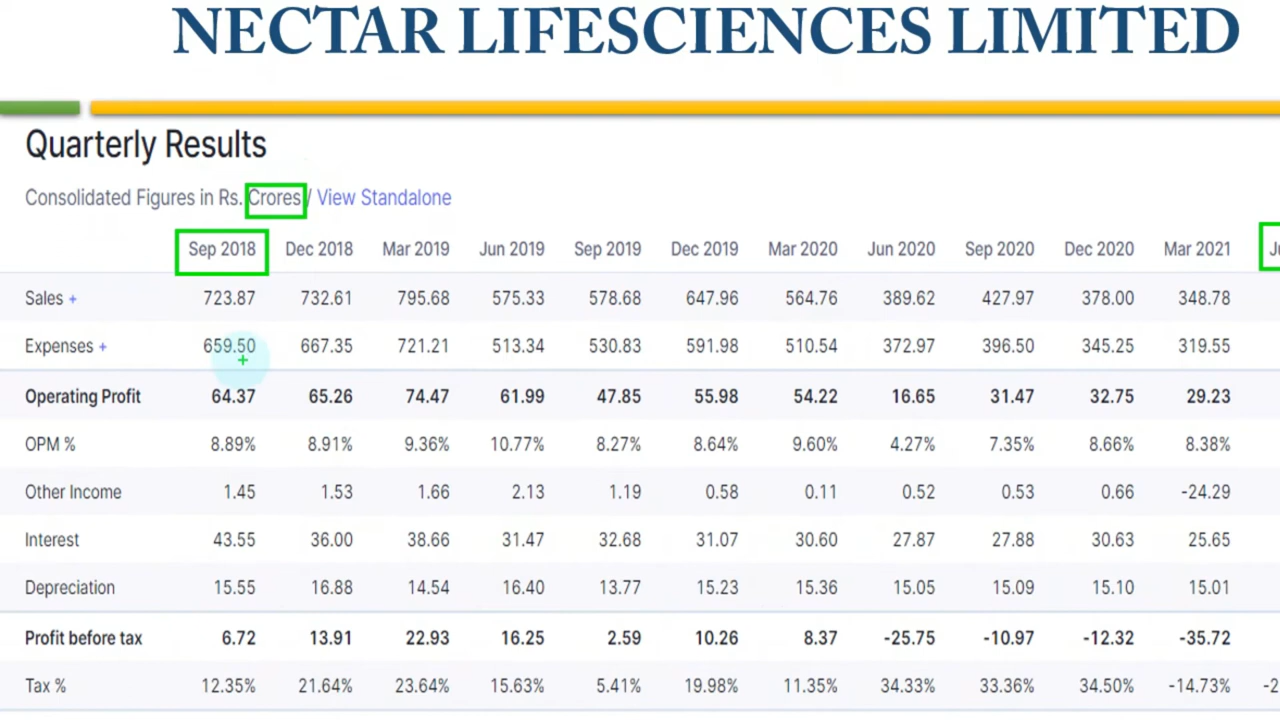 NECTAR LIFESCIENCES LIMITED
Quarterly Results
Consolidated Figures in Rs. Crores / View Standalone
Sep 2018 Dec 2018 Mar 2019 Jun 2019 Sep 2019 Dec 2019 Mar 2020 Jun 2020 Sep 2020 Dec 2020 Mar 2021
Sales + 723.87 732.61 795.68 575.33 578.68 647.96 564.76 389.62 427.97 378.00 348.78
Expenses + 659.50 667.35 721.21 513.34 530.83 591.98 510.54 372.97 396.50 345.25 319.55
Operating Profit 64.37 65.26 74.47 61.99 47.85 55.98 54.22 16.65 31.47 32.75 29.23
OPM % 8.89% 8.91% 9.36% 10.77% 8.27% 8.64% 9.60% 4.27% 7.35% 8.66% 8.38%
Other Income 1.45 1.53 1.66 2.13 1.19 0.58 0.11 0.52 0.53 0.66 -24.29
Interest 43.55 36.00 38.66 31.47 32.68 31.07 30.60 27.87 27.88 30.63 25.65
Depreciation 15.55 16.88 14.54 16.40 13.77 15.23 15.36 15.05 15.09 15.10 15.01
Profit before tax 6.72 13.91 22.93 16.25 2.59 10.26 8.37 -25.75 -10.97 -12.32 -35.72
Tax % 12.35% 21.64% 23.64% 15.63% 5.41% 19.98% 11.35% 34.33% 33.36% 34.50% -14.73%